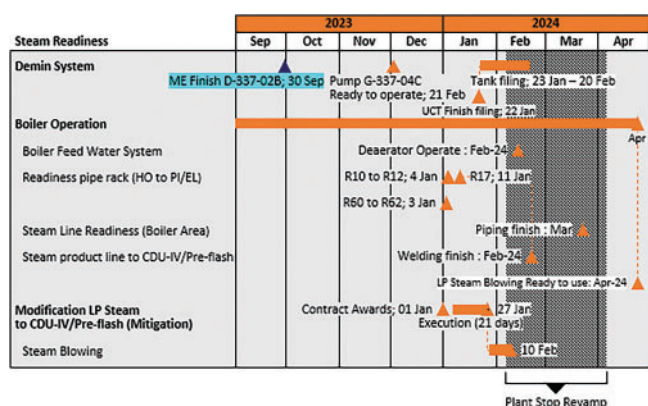 2023 2024
Steam Readiness Sep Oct Nov Dec Jan Feb Mar Apr
Demin System
ME Finish D-337-02B; 30 Sep Pump G-337-04C Tank filing; 23 Jan – 20 Feb
Ready to operate; 21 Feb
UCT Finish filing; 22 Jan
Boiler Operation
Apr
Boiler Feed Water System Deaerator Operate : Feb-24
Readiness pipe rack (HO to PI/EL) R10 to R12; 4 Jan R17; 11 Jan
R60 to R62; 3 Jan
Steam Line Readiness (Boiler Area) Piping finish : Mar
Steam product line to CDU-IV/Pre-flash Welding finish : Feb-24
LP Steam Blowing Ready to use: Apr-24
Modification LP Steam Contract Awards; 01 Jan 27 Jan
to CDU-IV/Pre-flash (Mitigation) Execution (21 days)
Steam Blowing 10 Feb
Plant Stop Revamp